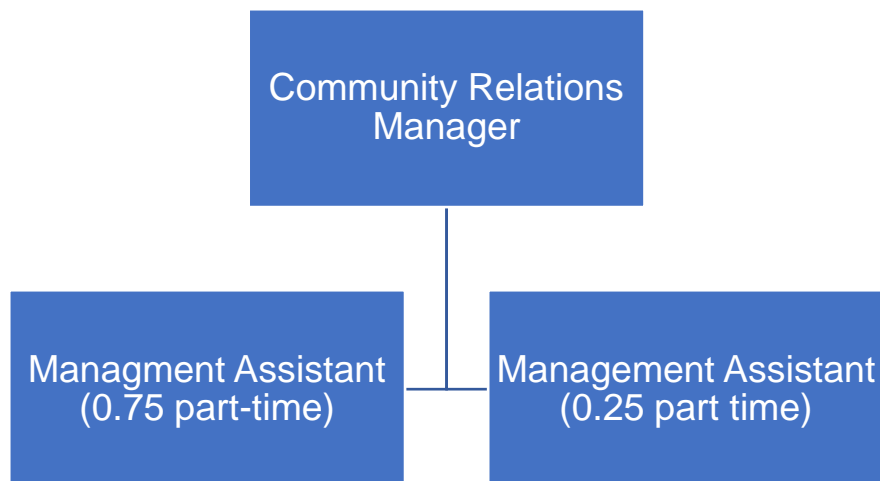 Community Relations
Manager
Managment Assistant
(0.75 part-time)
Management Assistant
(0.25 part time)